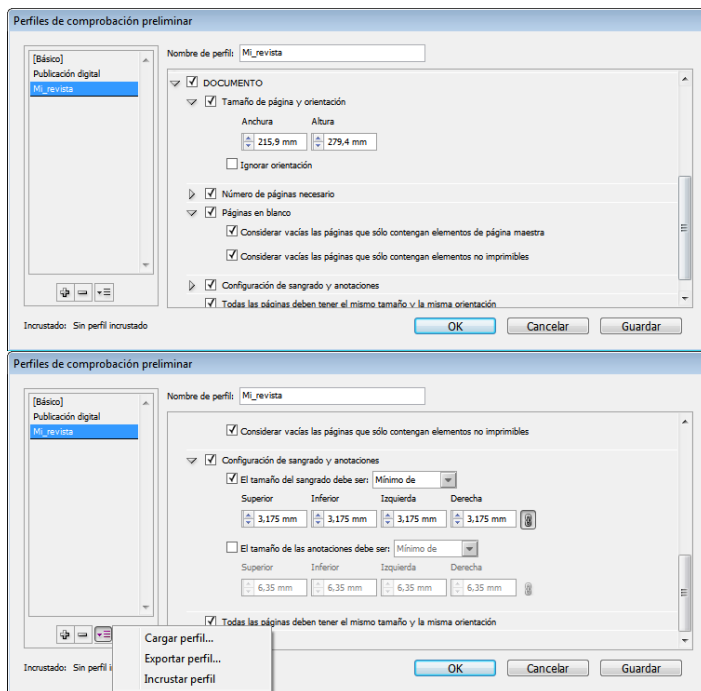 Perfiles de comprobación preliminar
Nombre de perfil: Mi_revista
[Básico]
Publicación digital
Mi_revista
DOCUMENTO
Tamaño de página y orientación
Anchura Altura
215,9 mm 279,4 mm
Ignorar orientación
Número de páginas necesario
Páginas en blanco
Considerar vacías las páginas que sólo contengan elementos de página maestra
Considerar vacías las páginas que sólo contengan elementos no imprimibles
Configuración de sangrado y anotaciones
Todas las páginas deben tener el mismo tamaño y la misma orientación
Incrustado: Sin perfil incrustado
OK Cancelar Guardar
Perfiles de comprobación preliminar
Nombre de perfil: Mi_revista
[Básico]
Publicación digital
Mi_revista
Considerar vacías las páginas que sólo contengan elementos no imprimibles
Configuración de sangrado y anotaciones
El tamaño del sangrado debe ser: Mínimo de
Superior Inferior Izquierda Derecha
3,175 mm 3,175 mm 3,175 mm 3,175 mm
El tamaño de las anotaciones debe ser: Mínimo de
Superior Inferior Izquierda Derecha
6,35 mm 6,35 mm 6,35 mm 6,35 mm
Todas las páginas deben tener el mismo tamaño y la misma orientación
Cargar perfil...
Exportar perfil...
Incrustar perfil
Incrustado: Sin perfil i
OK Cancelar Guardar